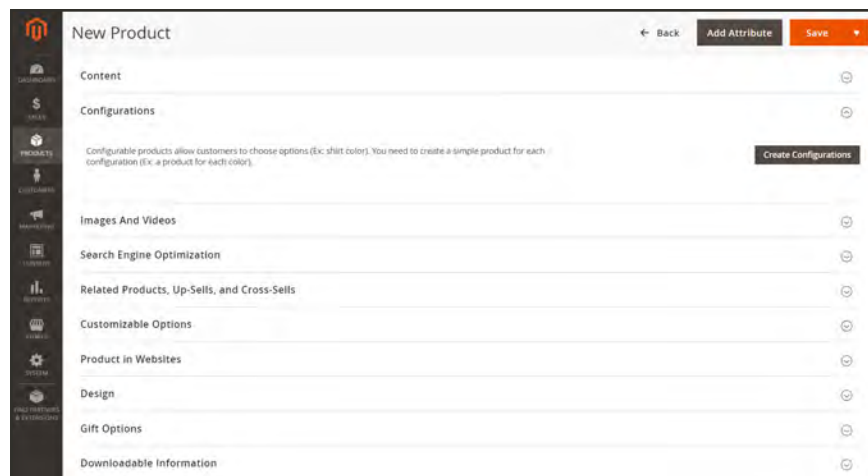 New Product
← Back
Add Attribute
Save
DASHBOARD
SALES
PRODUCTS
CUSTOMERS
MARKETING
CONTENT
REPORTS
STORES
SYSTEM
FIND PARTNERS
& EXTENSIONS
Content
Configurations
Configurable products allow customers to choose options (Ex: shirt color). You need to create a simple product for each
configuration (Ex: a product for each color).
Create Configurations
Images And Videos
Search Engine Optimization
Related Products, Up-Sells, and Cross-Sells
Customizable Options
Product in Websites
Design
Gift Options
Downloadable Information